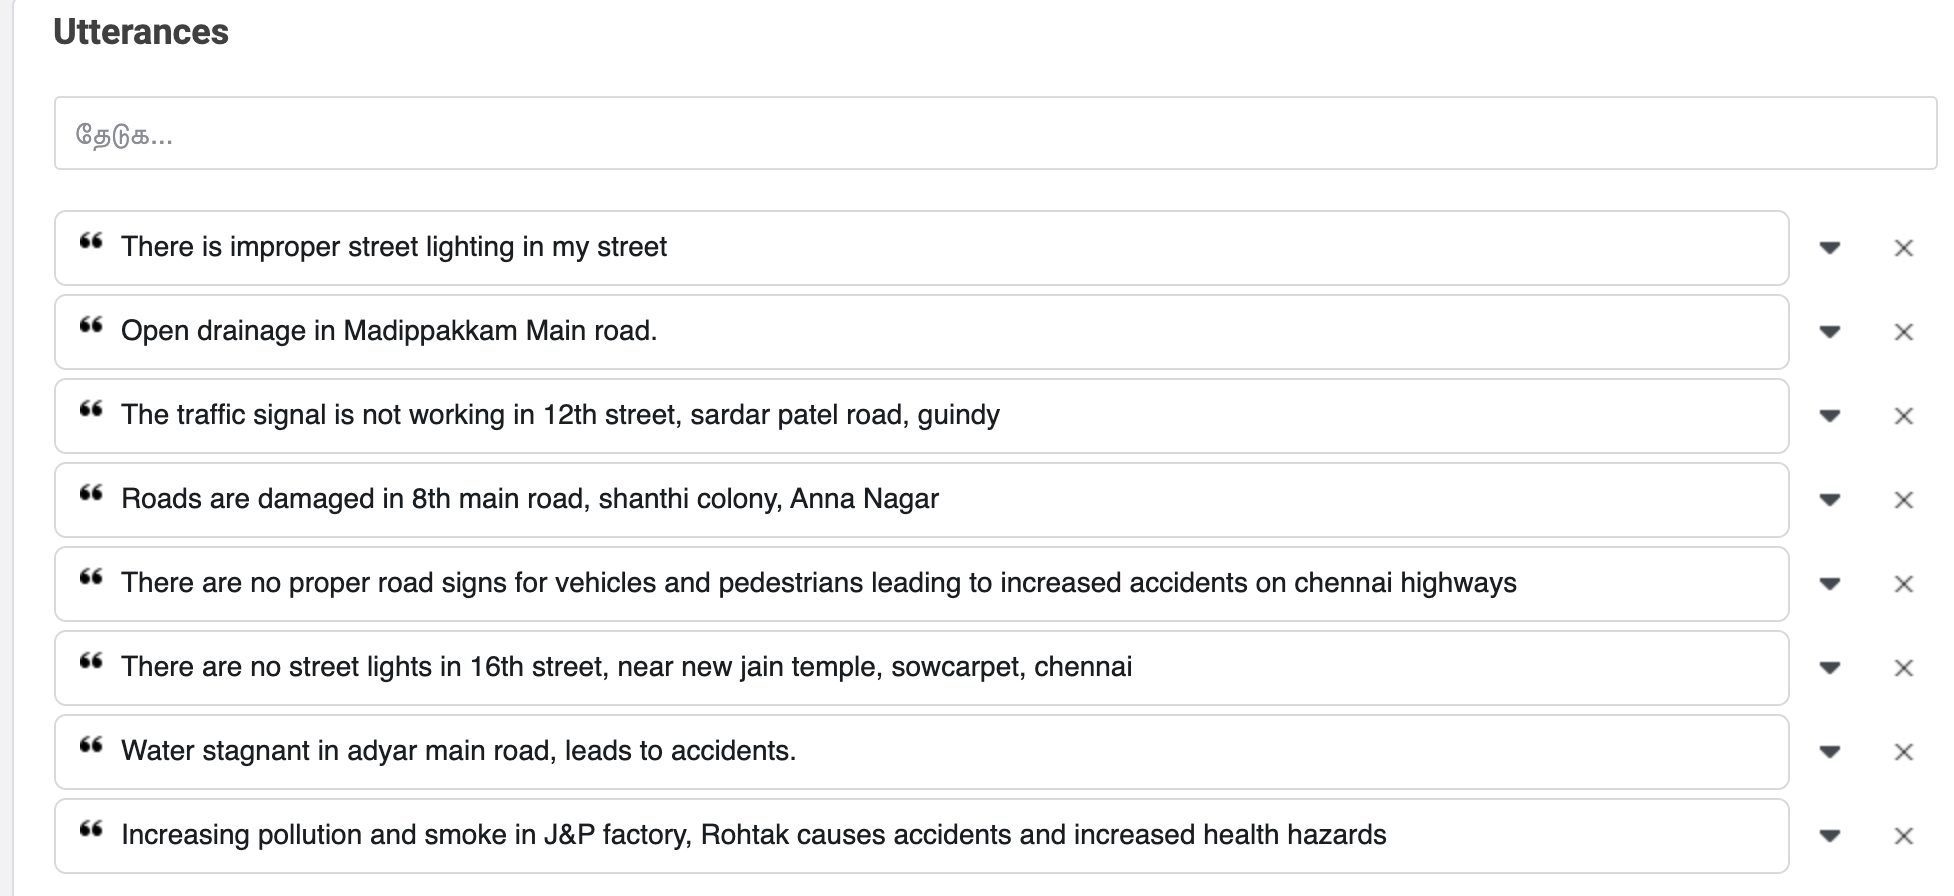 Utterances
தேடுக...
❝ There is improper street lighting in my street
❝ Open drainage in Madippakkam Main road.
❝ The traffic signal is not working in 12th street, sardar patel road, guindy
❝ Roads are damaged in 8th main road, shanthi colony, Anna Nagar
❝ There are no proper road signs for vehicles and pedestrians leading to increased accidents on chennai highways
❝ There are no street lights in 16th street, near new jain temple, sowcarpet, chennai
❝ Water stagnant in adyar main road, leads to accidents.
❝ Increasing pollution and smoke in J&P factory, Rohtak causes accidents and increased health hazards